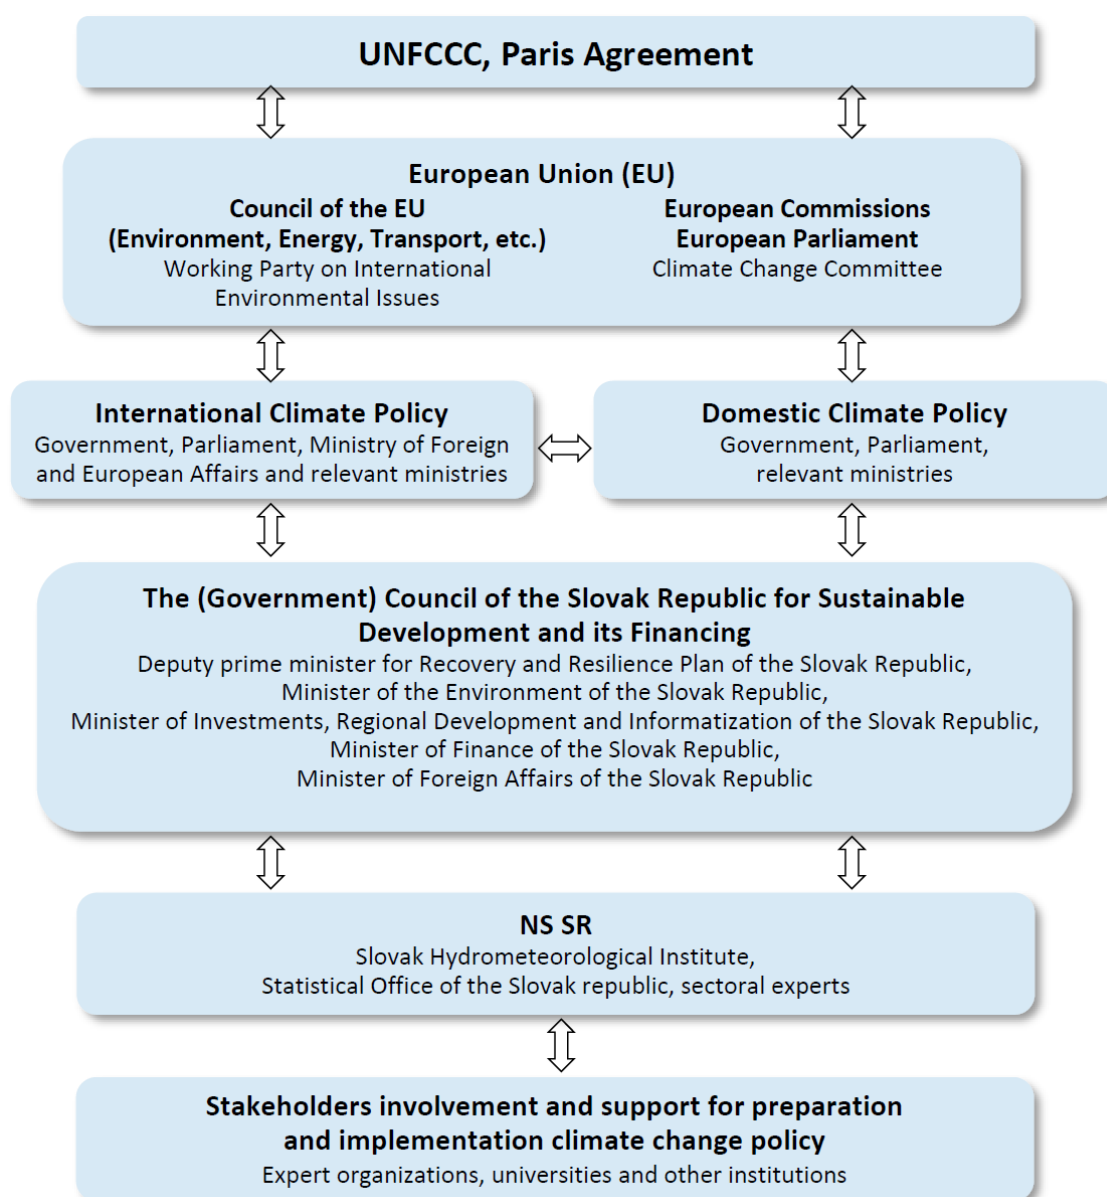 UNFCCC, Paris Agreement
European Union (EU)
Council of the EU
(Environment, Energy, Transport, etc.)
Working Party on International
Environmental Issues
European Commissions
European Parliament
Climate Change Committee
International Climate Policy
Government, Parliament, Ministry of Foreign
and European Affairs and relevant ministries
Domestic Climate Policy
Government, Parliament,
relevant ministries
The (Government) Council of the Slovak Republic for Sustainable
Development and its Financing
Deputy prime minister for Recovery and Resilience Plan of the Slovak Republic,
Minister of the Environment of the Slovak Republic,
Minister of Investments, Regional Development and Informatization of the Slovak Republic,
Minister of Finance of the Slovak Republic,
Minister of Foreign Affairs of the Slovak Republic
NS SR
Slovak Hydrometeorological Institute,
Statistical Office of the Slovak republic, sectoral experts
Stakeholders involvement and support for preparation
and implementation climate change policy
Expert organizations, universities and other institutions